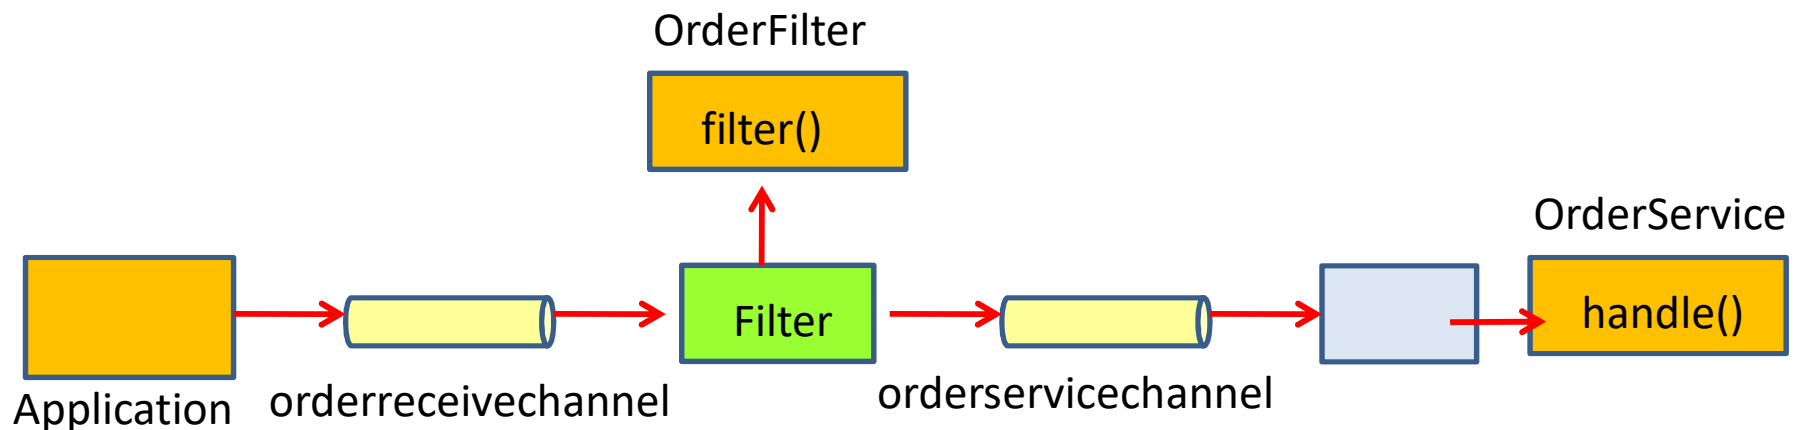 OrderFilter
filter()
OrderService
Filter
handle()
Application
orderreceivechannel
orderservicechannel